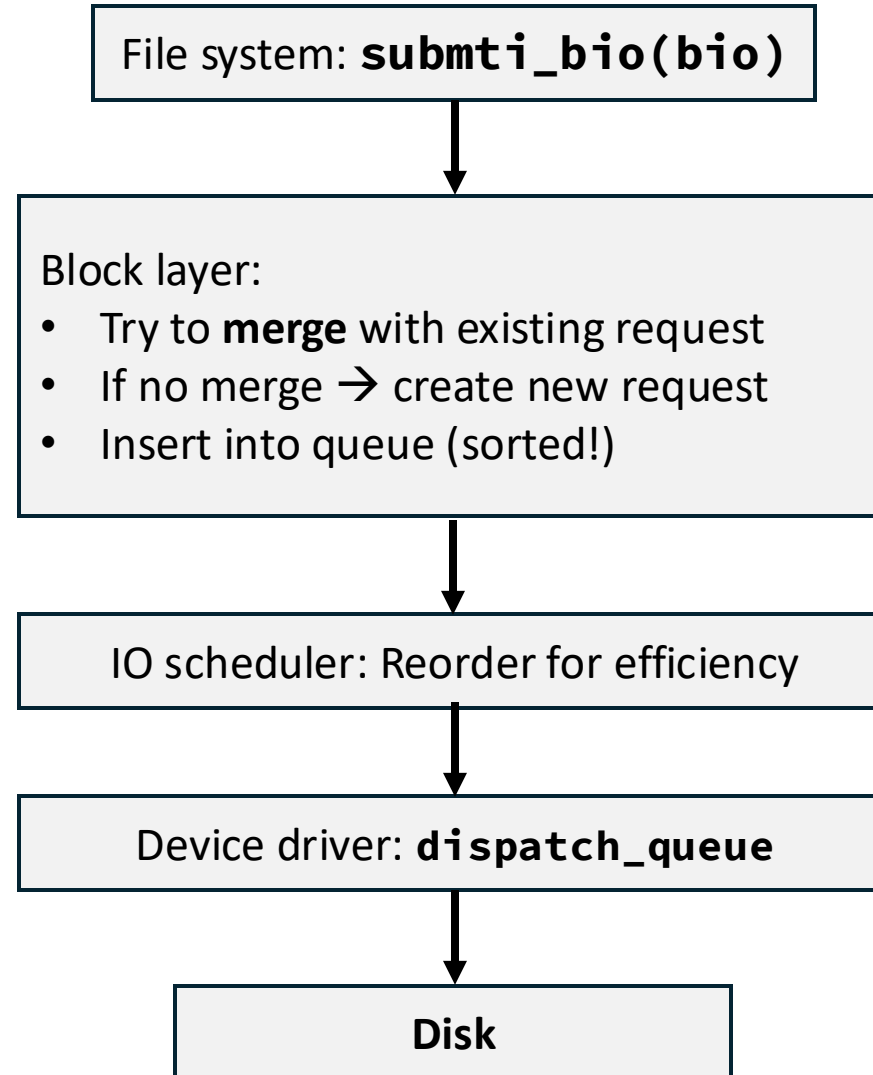 File system: submti_bio(bio)
Block layer:
• Try to merge with existing request
• If no merge → create new request
• Insert into queue (sorted!)
IO scheduler: Reorder for efficiency
Device driver: dispatch_queue
Disk